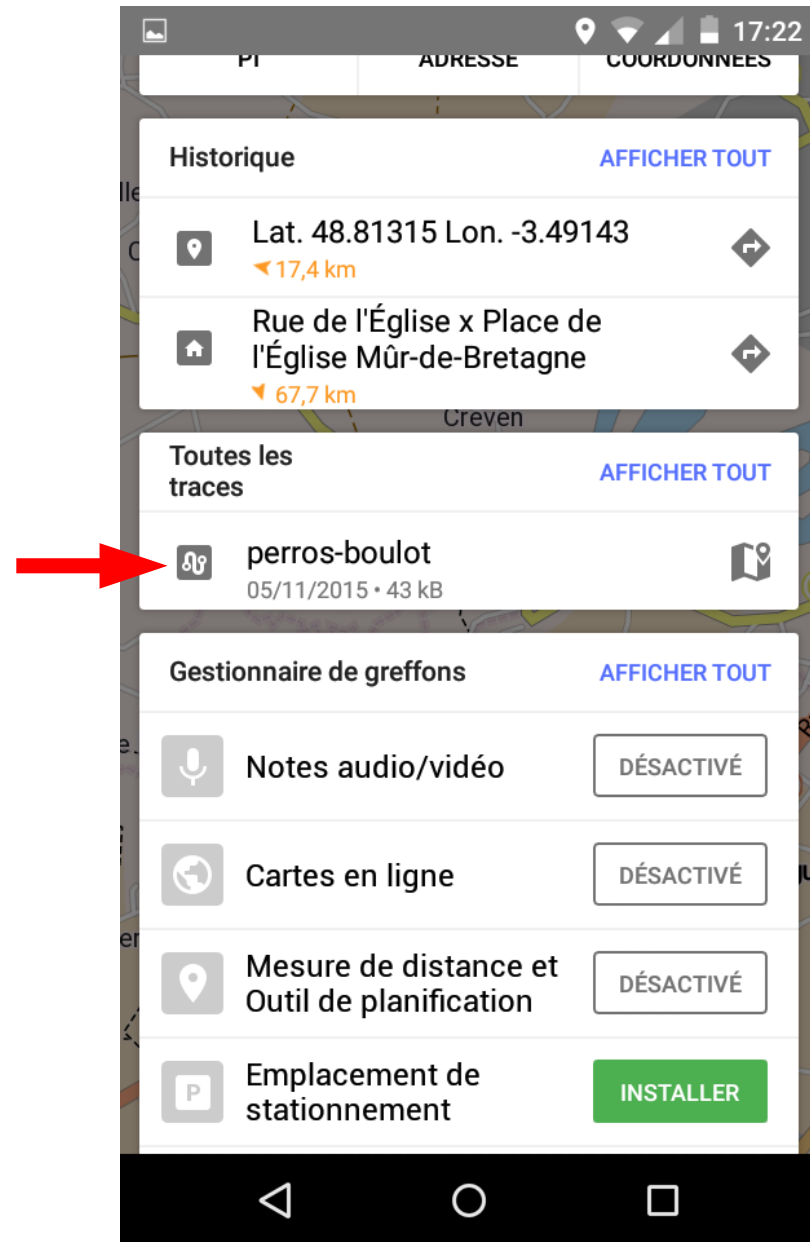 17:22
PI ADRESSE COORDONNÉES
Historique AFFICHER TOUT
Lat. 48.81315 Lon. -3.49143
17,4 km
Rue de l'Église x Place de
l'Église Mûr-de-Bretagne
67,7 km
Creven
Toutes les
traces
AFFICHER TOUT
perros-boulot
05/11/2015 • 43 kB
Gestionnaire de greffons AFFICHER TOUT
Notes audio/vidéo DÉSACTIVÉ
Cartes en ligne DÉSACTIVÉ
Mesure de distance et
Outil de planification
DÉSACTIVÉ
P
Emplacement de
stationnement
INSTALLER